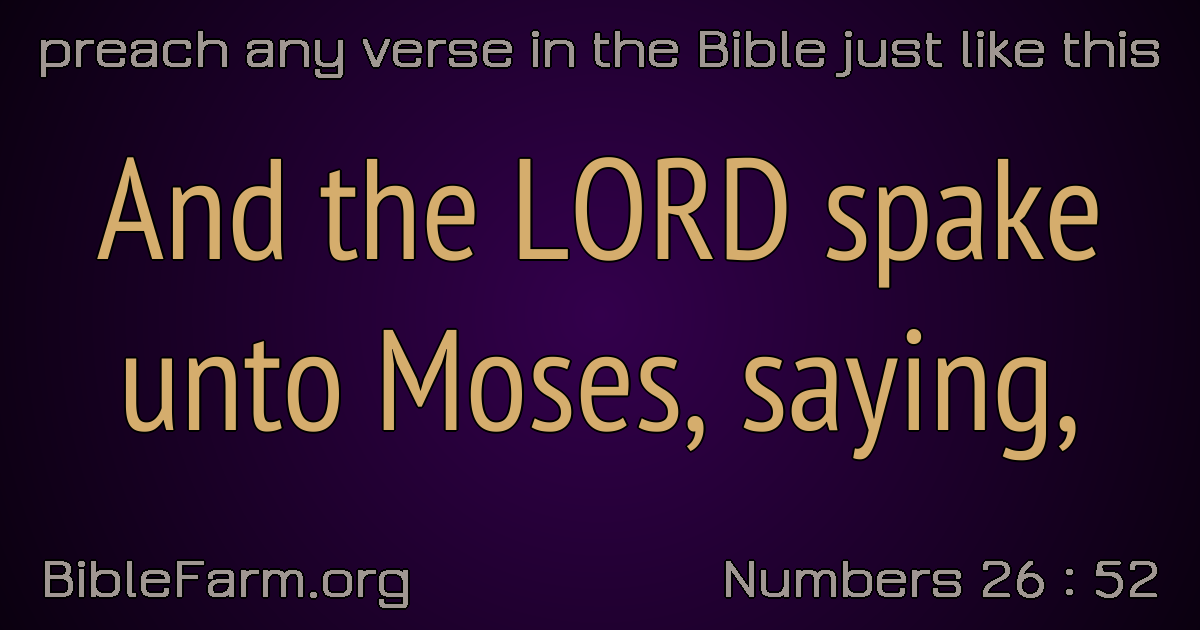 preach any verse in the Bible just like this
And the LORD spake
unto Moses, saying,
BibleFarm.org
Numbers 26 : 52